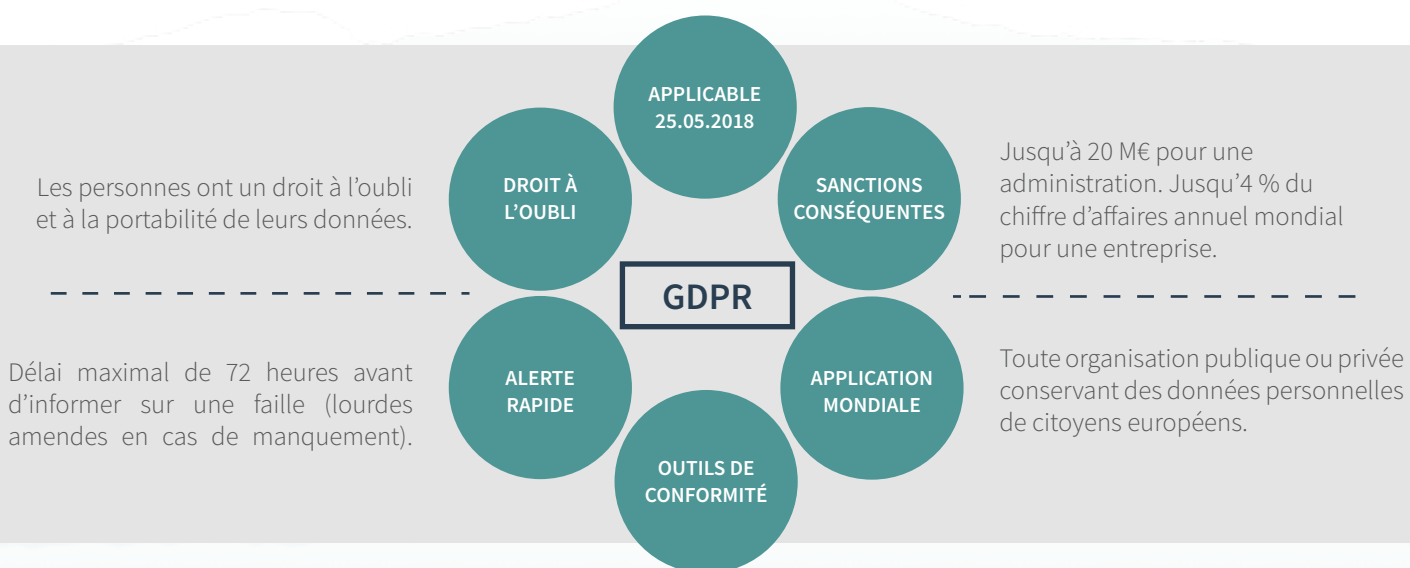 APPLICABLE
25.05.2018
Les personnes ont un droit à l’oubli
et à la portabilité de leurs données.
DROIT À
L’OUBLI
SANCTIONS
CONSÉQUENTES
Jusqu’à 20 M€ pour une
administration. Jusqu’4 % du
chiffre d’affaires annuel mondial
pour une entreprise.
GDPR
Délai maximal de 72 heures avant
d’informer sur une faille (lourdes
amendes en cas de manquement).
ALERTE
RAPIDE
APPLICATION
MONDIALE
Toute organisation publique ou privée
conservant des données personnelles
de citoyens européens.
OUTILS DE
CONFORMITÉ